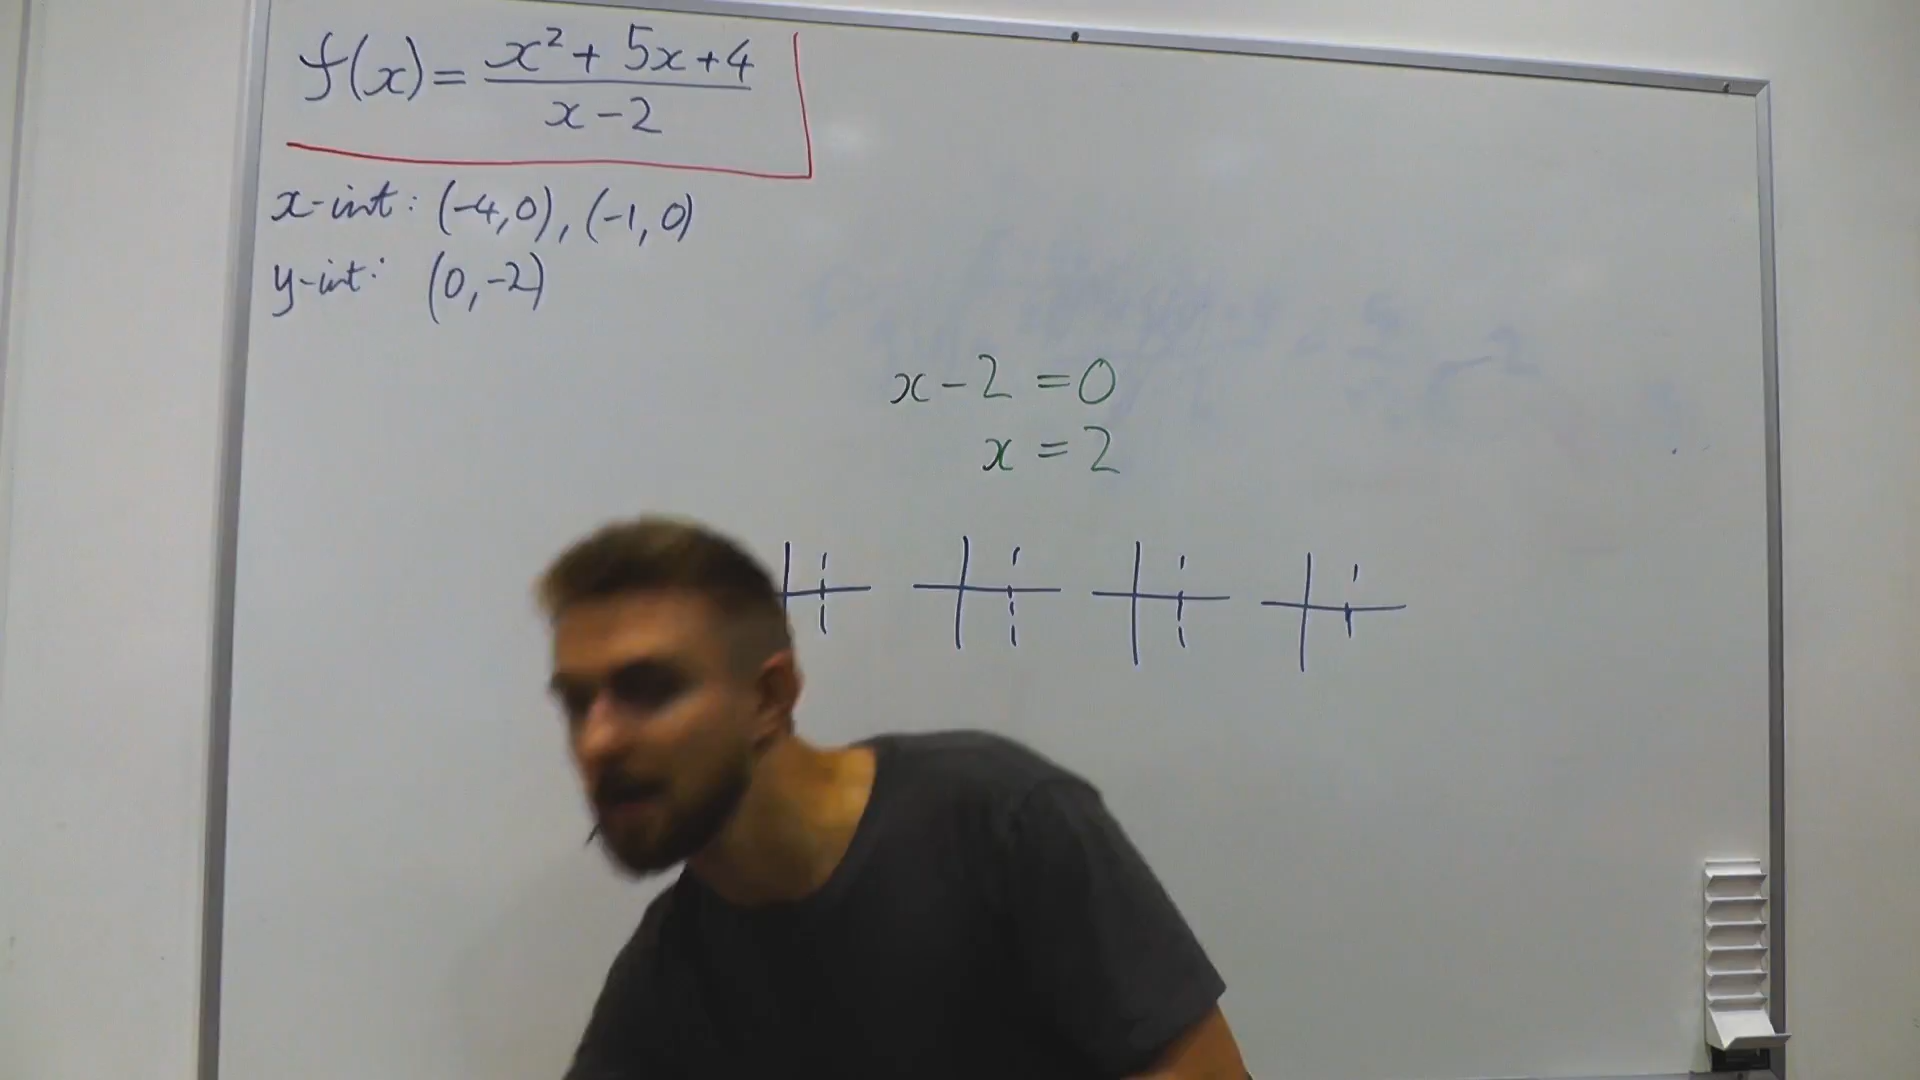 f(x) = x² + 5x + 4 / x - 2
x-int: (-4, 0), (-1, 0)
y-int: (0, -2)
x - 2 = 0
x = 2